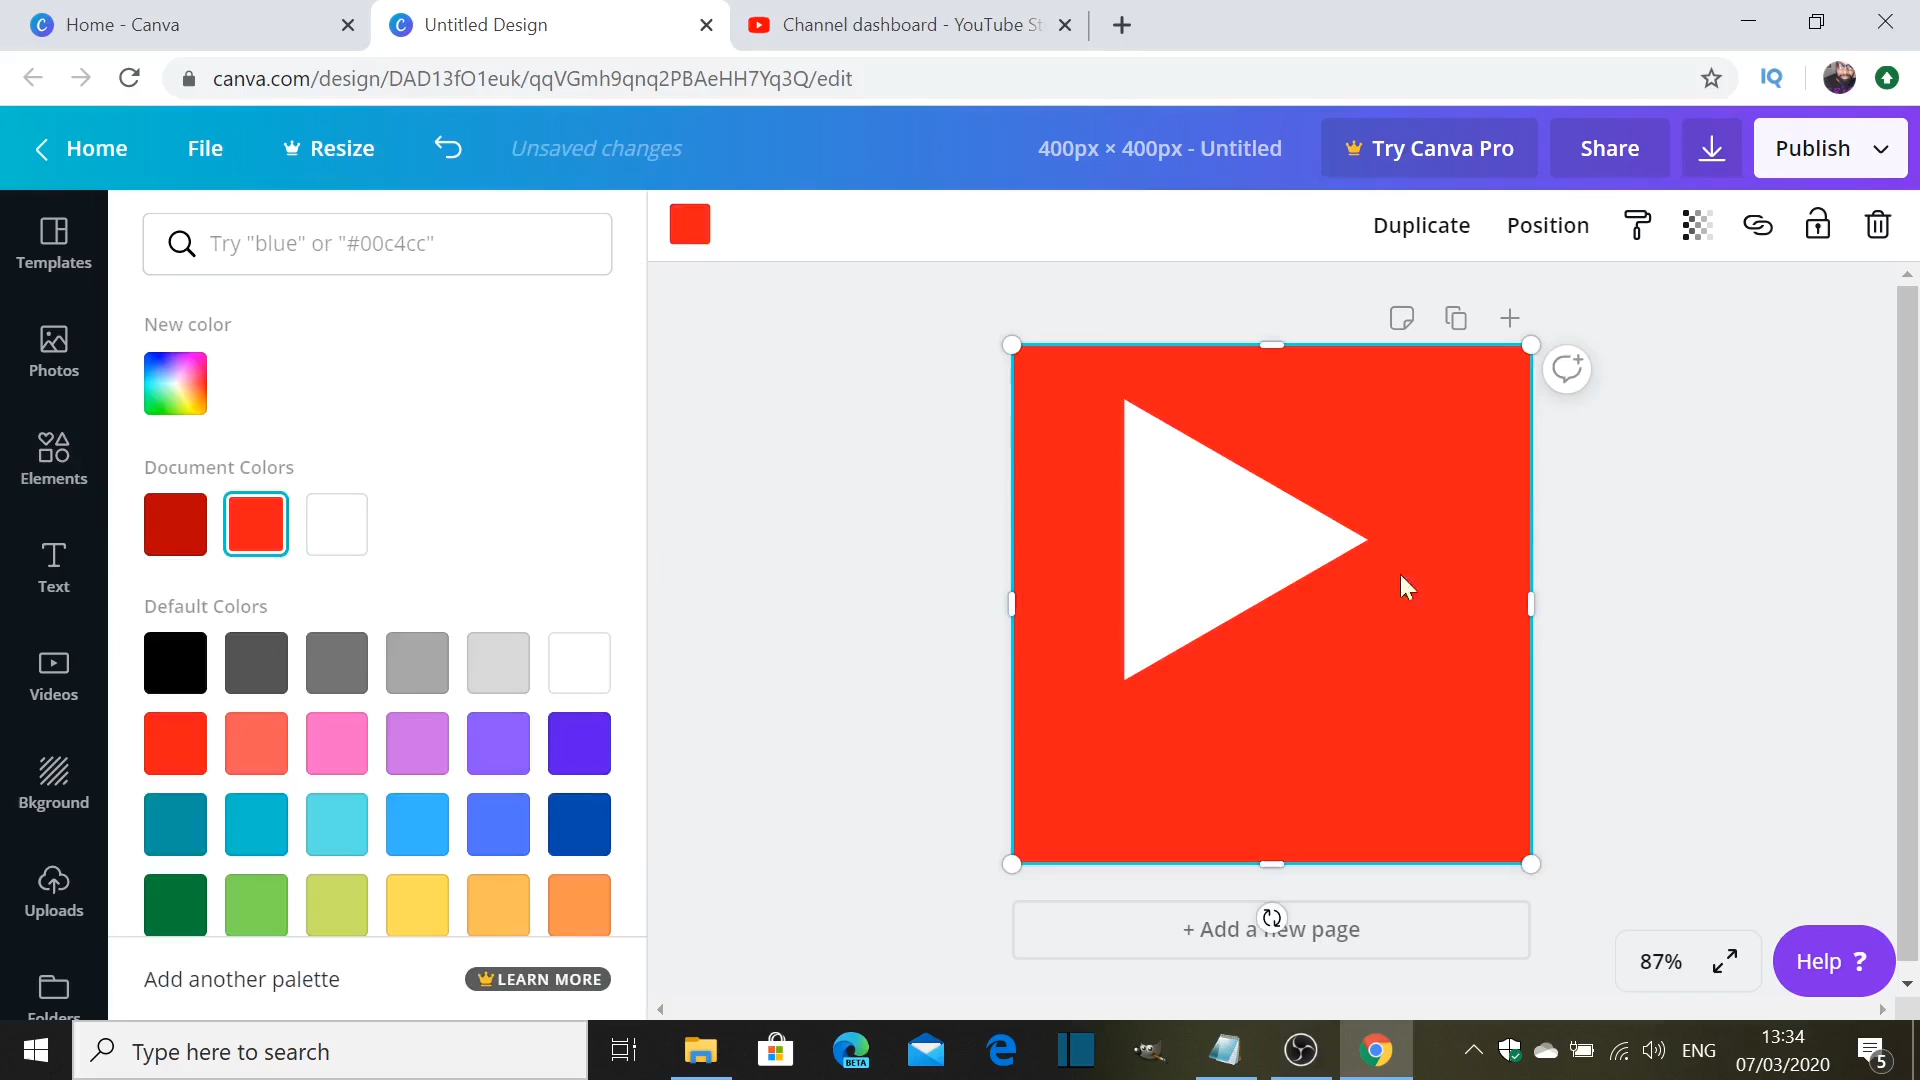 Home - Canva
Untitled Design
Channel dashboard - YouTube St
canva.com/design/DAD13fO1euk/qqVGmh9qnq2PBAeHH7Yq3Q/edit
IQ
Home
File
Resize
Unsaved changes
400px × 400px - Untitled
Try Canva Pro
Share
Publish
Templates
Photos
Elements
Text
Videos
Bkground
Uploads
Folders
Try "blue" or "#00c4cc"
New color
Document Colors
Default Colors
Add another palette
LEARN MORE
Duplicate
Position
+ Add a new page
87%
Help ?
Type here to search
BETA
ENG
13:34
07/03/2020
5